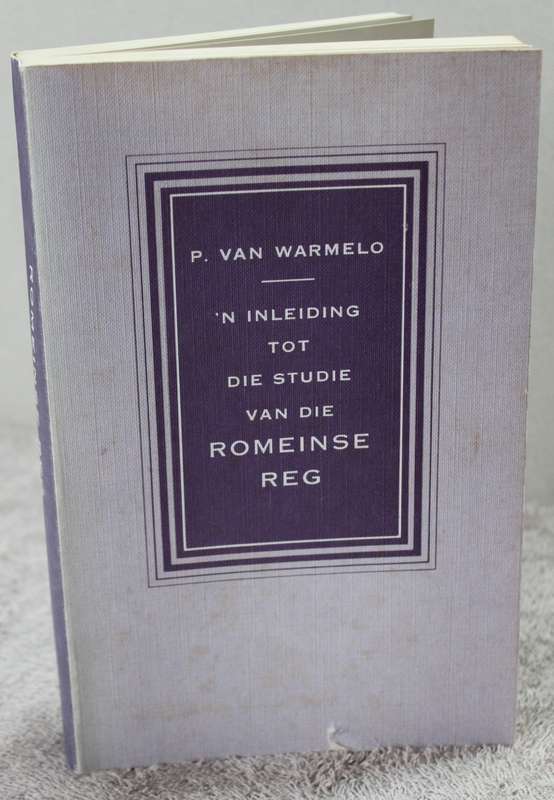 P. VAN WARMELO
'N INLEIDING
TOT
DIE STUDIE
VAN DIE
ROMEINSE
REG